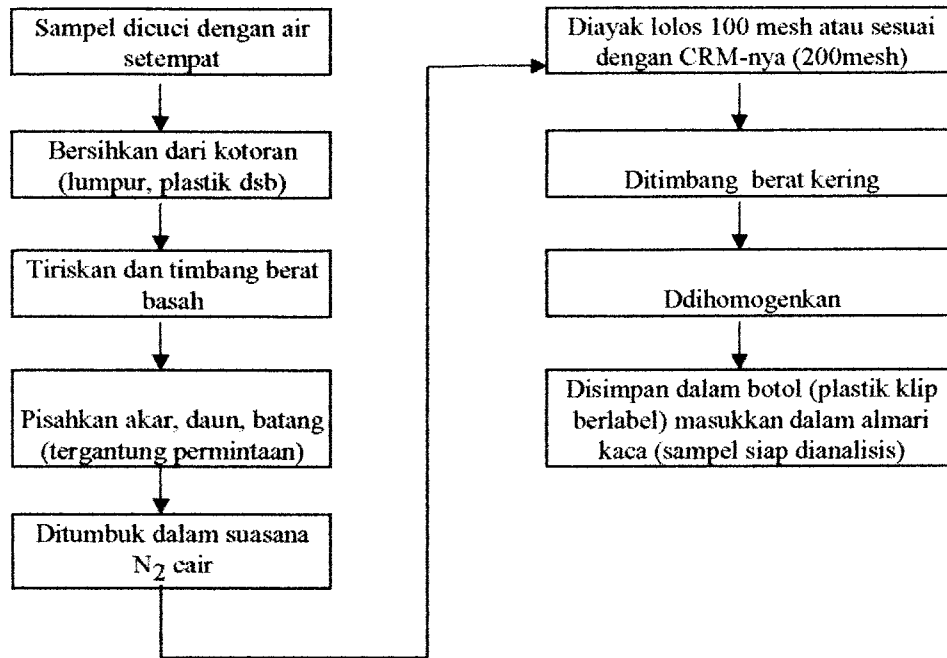 Sampel dicuci dengan air
setempat
Bersihkan dari kotoran
(lumpur, plastik dsb)
Tiriskan dan timbang berat
basah
Pisahkan akar, daun, batang
(tergantung permintaan)
Ditumbuk dalam suasana
N2 cair
Diayak lolos 100 mesh atau sesuai
dengan CRM-nya (200mesh)
Ditimbang berat kering
Ddihomogenkan
Disimpan dalam botol (plastik klip
berlabel) masukkan dalam almari
kaca (sampel siap dianalisis)